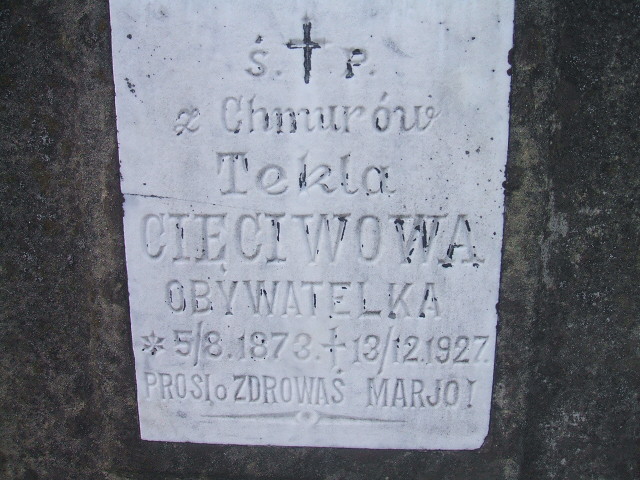 Ś. † P.
z Chmurów
Tekla
CIĘCIWOWA
OBYWATELKA
* 5/8.1873. † 13/12.1927.
PROSI o ZDROWAŚ MARJO!